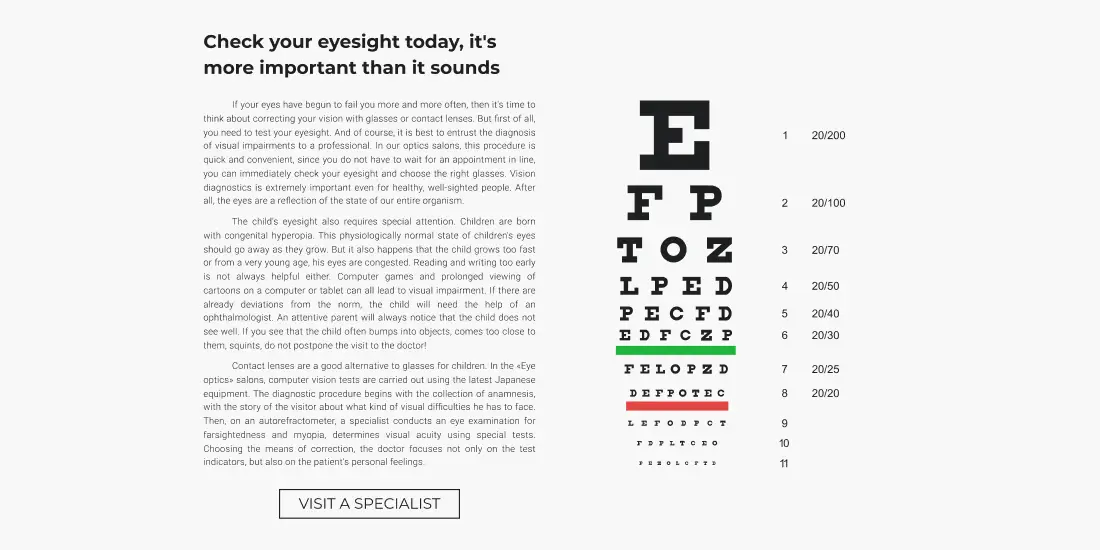 Check your eyesight today, it's
more important than it sounds
If your eyes have begun to fail you more and more often, then it's time to
think about correcting your vision with glasses or contact lenses. But first of all,
you need to test your eyesight. And of course, it is best to entrust the diagnosis
of visual impairments to a professional. In our optics salons, this procedure is
quick and convenient, since you do not have to wait for an appointment in line,
you can immediately check your eyesight and choose the right glasses. Vision
diagnostics is extremely important even for healthy, well-sighted people. After
all, the eyes are a reflection of the state of our entire organism.
The child's eyesight also requires special attention. Children are born
with congenital hyperopia. This physiologically normal state of children's eyes
should go away as they grow. But it also happens that the child grows too fast
or from a very young age, his eyes are congested. Reading and writing too early
is not always helpful either. Computer games and prolonged viewing of
cartoons on a computer or tablet can all lead to visual impairment. If there are
already deviations from the norm, the child will need the help of an
ophthalmologist. An attentive parent will always notice that the child does not
see well. If you see that the child often bumps into objects, comes too close to
them, squints, do not postpone the visit to the doctor!
Contact lenses are a good alternative to glasses for children. In the «Eye
optics» salons, computer vision tests are carried out using the latest Japanese
equipment. The diagnostic procedure begins with the collection of anamnesis,
with the story of the visitor about what kind of visual difficulties he has to face.
Then, on an autorefractometer, a specialist conducts an eye examination for
farsightedness and myopia, determines visual acuity using special tests.
Choosing the means of correction, the doctor focuses not only on the test
indicators, but also on the patient's personal feelings.
VISIT A SPECIALIST
E 1 20/200
F P 2 20/100
T O Z 3 20/70
L P E D 4 20/50
P E C F D 5 20/40
E D F C Z P 6 20/30
F E L O P Z D 7 20/25
D E F P O T E C 8 20/20
L E F O D P C T 9
F D P L T C E O 10
P E Z O L C F T D 11